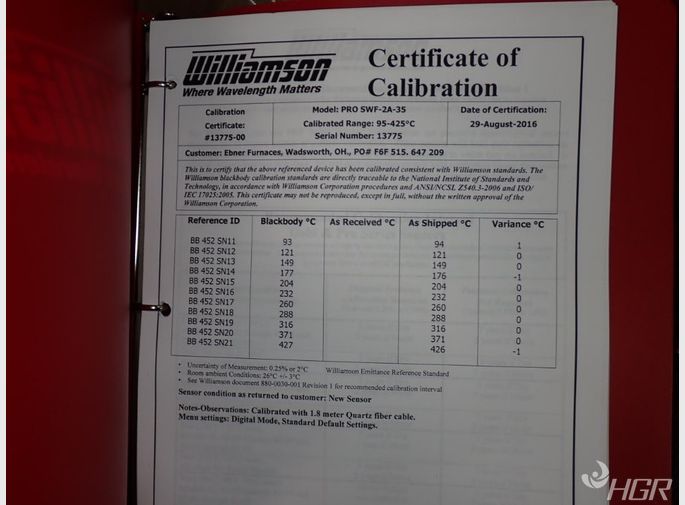 Williamson
Where Wavelength Matters
Certificate of
Calibration
Calibration
Certificate:
#13775-00
Model: PRO SWF-2A-35
Calibrated Range: 95-425°C
Serial Number: 13775
Date of Certification:
29-August-2016
Customer: Ebner Furnaces, Wadsworth, OH., PO# F6F 515. 647 209
This is to certify that the above referenced device has been calibrated consistent with Williamson standards. The
Williamson blackbody calibration standards are directly traceable to the National Institute of Standards and
Technology, in accordance with Williamson Corporation procedures and ANSI/NCSL Z540.3-2006 and ISO/
IEC 17025:2005. This certificate may not be reproduced, except in full, without the written approval of the
Williamson Corporation.
Reference ID Blackbody °C As Received °C As Shipped °C Variance °C
BB 452 SN11 93 94 1
BB 452 SN12 121 121 0
BB 452 SN13 149 149 0
BB 452 SN14 177 176 -1
BB 452 SN15 204 204 0
BB 452 SN16 232 232 0
BB 452 SN17 260 260 0
BB 452 SN18 288 288 0
BB 452 SN19 316 316 0
BB 452 SN20 371 371 0
BB 452 SN21 427 426 -1
• Uncertainty of Measurement: 0.25% or 2°C Williamson Emittance Reference Standard
• Room ambient Conditions: 26°C +/- 3°C
• See Williamson document 880-0030-001 Revision 1 for recommended calibration interval
Sensor condition as returned to customer: New Sensor
Notes-Observations: Calibrated with 1.8 meter Quartz fiber cable.
Menu settings: Digital Mode, Standard Default Settings.
HGR